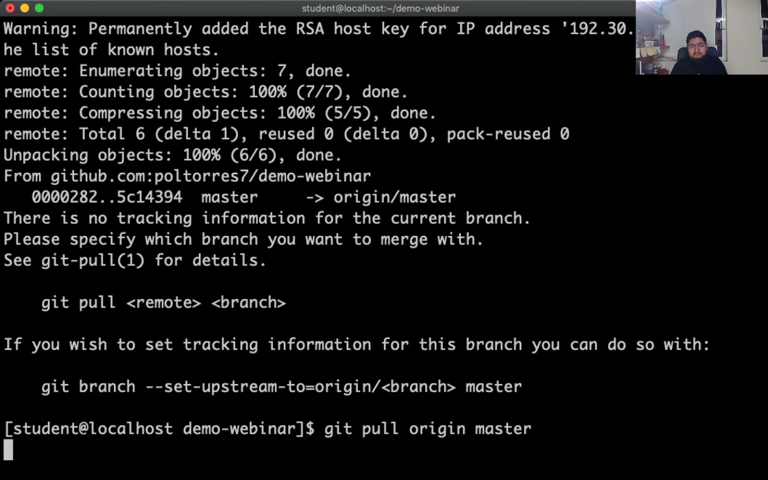 student@localhost:~/demo-webinar
Warning: Permanently added the RSA host key for IP address '192.30.
he list of known hosts.
remote: Enumerating objects: 7, done.
remote: Counting objects: 100% (7/7), done.
remote: Compressing objects: 100% (5/5), done.
remote: Total 6 (delta 1), reused 0 (delta 0), pack-reused 0
Unpacking objects: 100% (6/6), done.
From github.com:poltorres7/demo-webinar
   0000282..5c14394  master     -> origin/master
There is no tracking information for the current branch.
Please specify which branch you want to merge with.
See git-pull(1) for details.
    git pull <remote> <branch>
If you wish to set tracking information for this branch you can do so with:
    git branch --set-upstream-to=origin/<branch> master
[student@localhost demo-webinar]$ git pull origin master